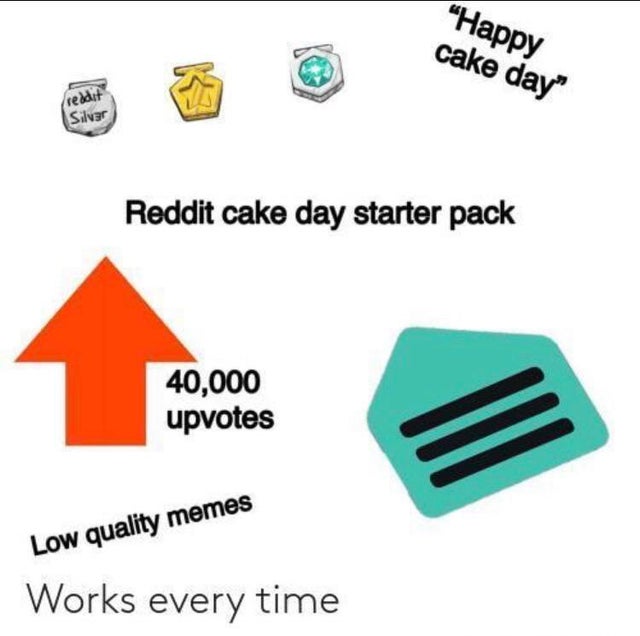 “Happy
cake day”
reddit
Silver
Reddit cake day starter pack
40,000
upvotes
Low quality memes
Works every time